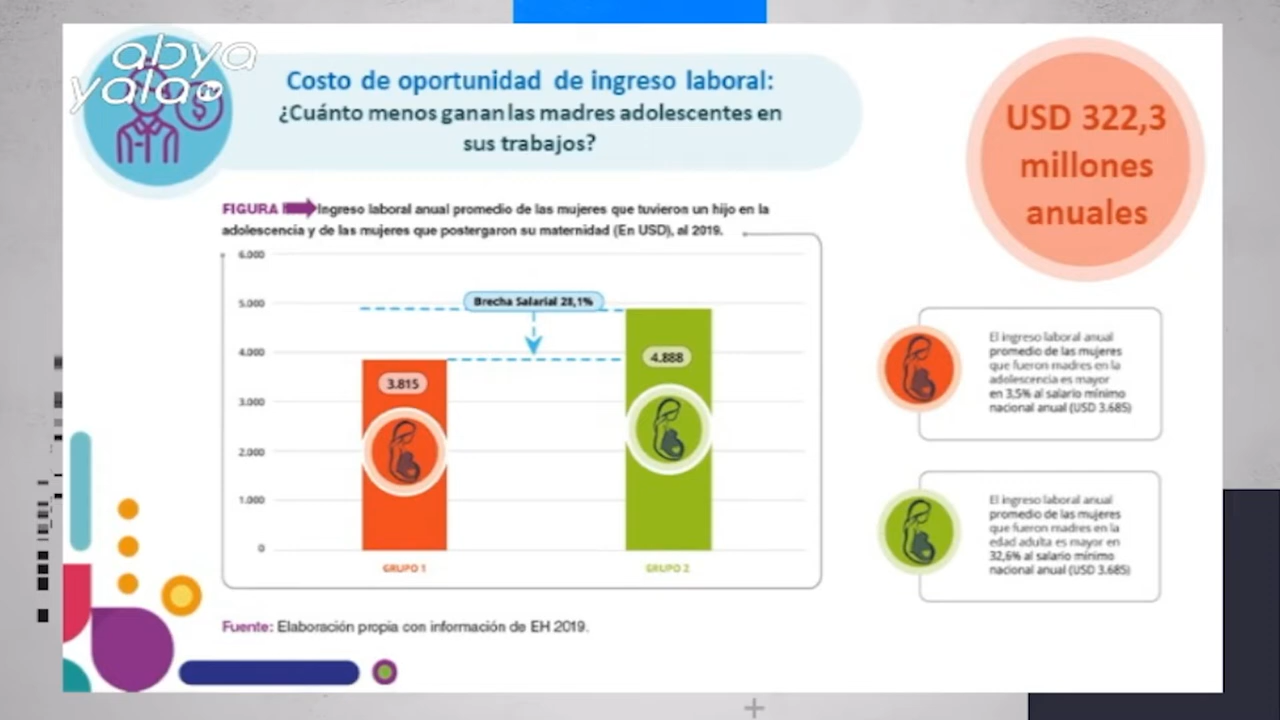 abya
yala tv
Costo de oportunidad de ingreso laboral:
¿Cuánto menos ganan las madres adolescentes en
sus trabajos?
USD 322,3
millones
anuales
FIGURA Ingreso laboral anual promedio de las mujeres que tuvieron un hijo en la
adolescencia y de las mujeres que postergaron su maternidad (En USD), al 2019.
6.000
5.000
4.000
3.000
2.000
1.000
0
Brecha Salarial 28,1%
3.815
4.888
GRUPO 1
GRUPO 2
El ingreso laboral anual
promedio de las mujeres
que fueron madres en la
adolescencia es mayor
en 3,5% al salario mínimo
nacional anual (USD 3.685)
El ingreso laboral anual
promedio de las mujeres
que fueron madres en la
edad adulta es mayor en
32,6% al salario mínimo
nacional anual (USD 3.685)
Fuente: Elaboración propia con información de EH 2019.